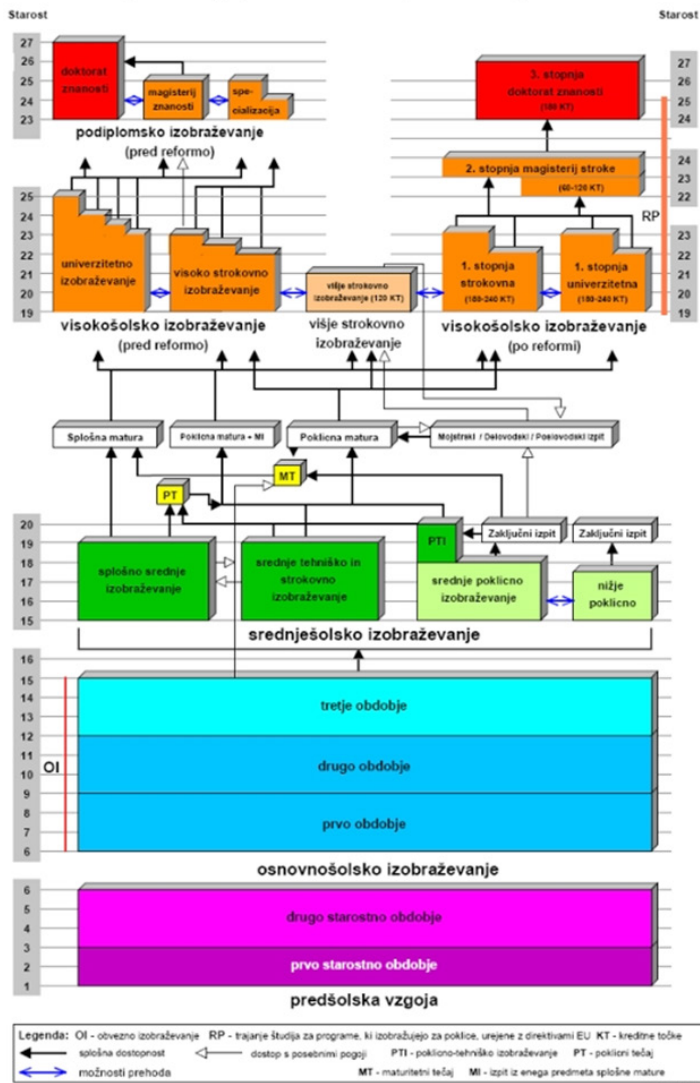 Starost
Starost
27
26
25
24
23
doktorat
znanosti
magisterij
znanosti
spe-
cializacija
podiplomsko izobraževanje
(pred reformo)
27
26
25
24
3. stopnja
doktorat znanosti
(180 KT)
24
23
22
2. stopnja magisterij stroke
(60-120 KT)
RP
25
24
23
22
21
20
19
univerzitetno
izobraževanje
visoko strokovno
izobraževanje
višje strokovno
izobraževanje (120 KT)
1. stopnja
strokovna
(180-240 KT)
1. stopnja
univerzitetna
(180-240 KT)
23
22
21
20
19
visokošolsko izobraževanje
(pred reformo)
višje strokovno
izobraževanje
visokošolsko izobraževanje
(po reformi)
Splošna matura
Poklicna matura + MI
Poklicna matura
Mojstrski / Delovodski / Poslovodski izpit
MT
PT
20
19
18
17
16
15
splošno srednje
izobraževanje
srednje tehniško in
strokovno
izobraževanje
PTI
Zaključni izpit
Zaključni izpit
srednje poklicno
izobraževanje
nižje
poklicno
srednješolsko izobraževanje
16
15
14
13
12
11
10
9
8
7
6
OI
tretje obdobje
drugo obdobje
prvo obdobje
osnovnošolsko izobraževanje
6
5
4
3
2
1
drugo starostno obdobje
prvo starostno obdobje
predšolska vzgoja
Legenda: OI - obvezno izobraževanje RP - trajanje študija za programe, ki izobražujejo za poklice, urejene z direktivami EU KT - kreditne točke
splošna dostopnost dostop s posebnimi pogoji PTI - poklicno-tehniško izobraževanje PT - poklicni tečaj
možnosti prehoda MT - maturitetni tečaj MI - izpit iz enega predmeta splošne mature